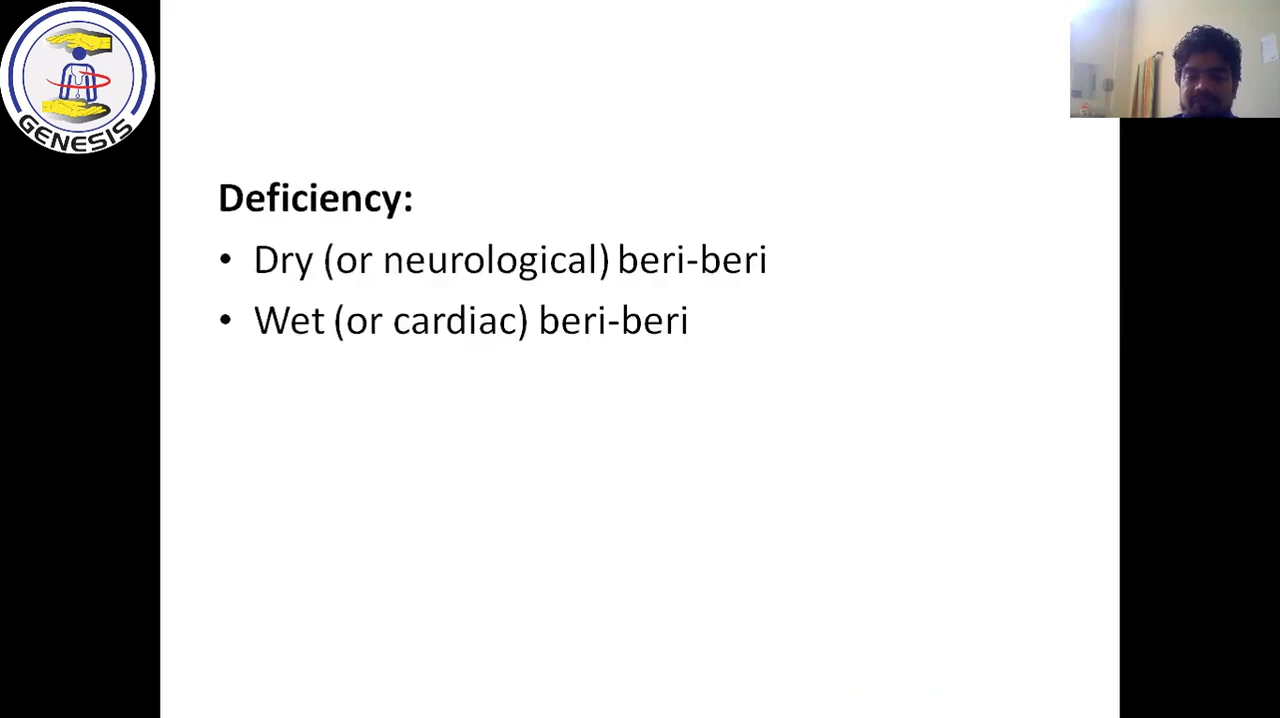 GENESIS
Deficiency:
• Dry (or neurological) beri-beri
• Wet (or cardiac) beri-beri